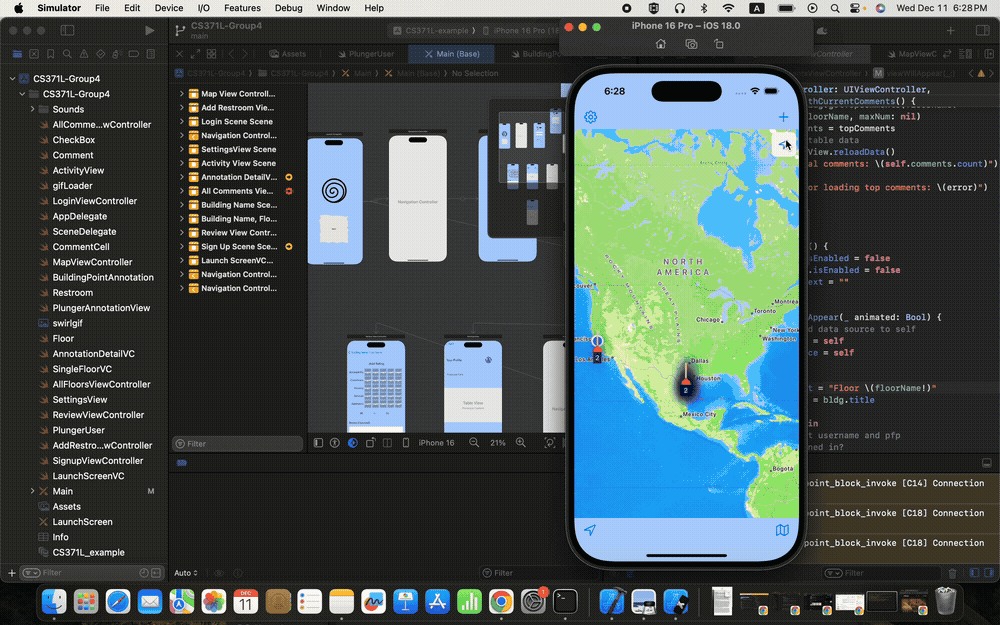 Simulator File Edit Device I/O Features Debug Window Help
A
Wed Dec 11 6:28 PM
CS371L-Group4
main
CS371L-example
iPhone 16 Pro
iPhone 16 Pro – iOS 18.0
Assets
PlungerUser
Main (Base)
MapViewC
CS371L-Group4
CS371L-Group4
Main
Main (Base)
No Selection
CS371L-Group4
CS371L-Group4
Sounds
AllComme...wController
CheckBox
Comment
ActivityView
gifLoader
LoginViewController
AppDelegate
SceneDelegate
CommentCell
MapViewController
BuildingPointAnnotation
Restroom
PlungerAnnotationView
swirlgif
Floor
AnnotationDetailVC
SingleFloorVC
AllFloorsViewController
SettingsView
ReviewViewController
PlungerUser
AddRestro...wController
SignupViewController
LaunchScreenVC
Main
M
Assets
LaunchScreen
Info
CS371L_example
Filter
Map View Controll...
Add Restroom Vie...
Login Scene Scene
Navigation Control...
SettingsView Scene
Activity View Scene
Annotation DetailV...
All Comments Vie...
Building Name Scen...
Building Name, Flo...
Review View Contr...
Sign Up Scene Sce...
Launch ScreenVC...
Navigation Control...
Navigation Control...
Filter
Navigation Controller
Table View
iPhone 16
21%
Auto
Filter
Filter
6:28
NORTH
AMERICA
Chicago
Toronto
Montrea
New York
Washington
Dallas
Houston
Mexico City
Bogota
2
2
roller: UIViewController,
thCurrentComments() {
loorName, maxNum: nil)
nts = topComments
table data
View.reloadData()
al comments: \(self.comments.count)")
or loading top comments: \(error)")
() {
isEnabled = false
.isEnabled = false
ext = ""
Appear(_ animated: Bool) {
d data source to self
= self
ce = self
t = "Floor \(floorName!)"
= bldg.title
in
t username and pfp
ned in?
point_block_invoke [C14] Connection
point_block_invoke [C18] Connection
point_block_invoke [C18] Connection
DEC
11
1